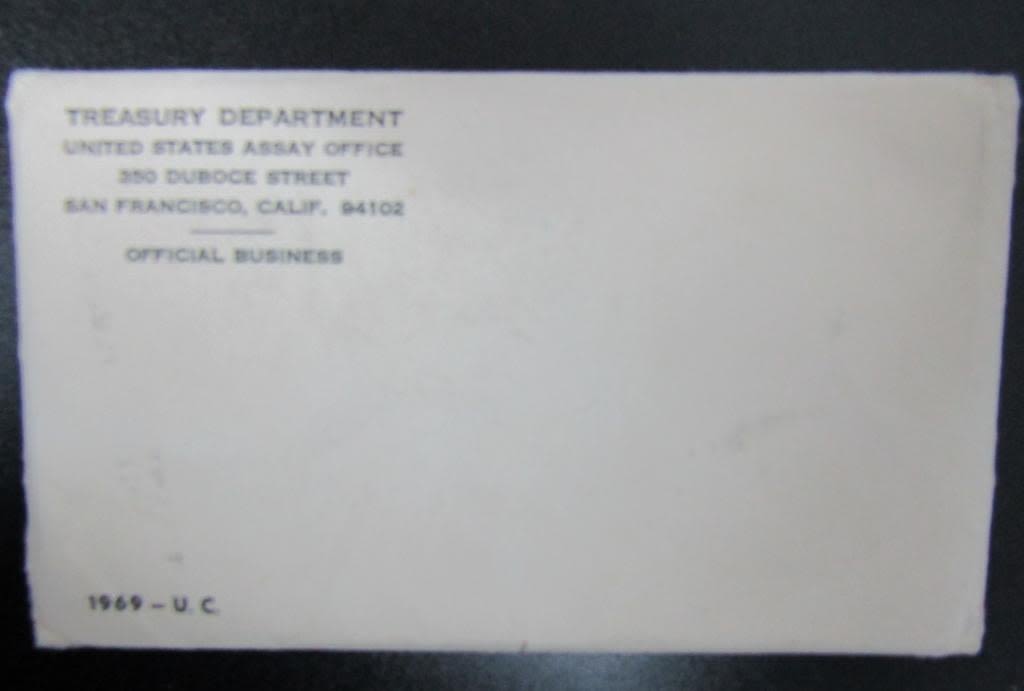 TREASURY DEPARTMENT
UNITED STATES ASSAY OFFICE
350 DUBOCE STREET
SAN FRANCISCO, CALIF. 94102
OFFICIAL BUSINESS
1969 – U. C.